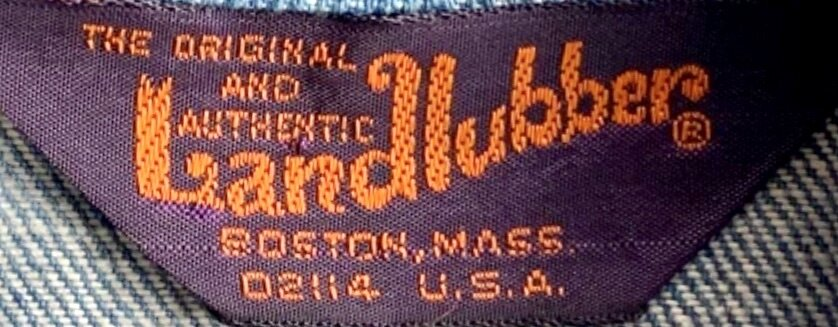 THE ORIGINAL
AND
AUTHENTIC
Landlubber ®
BOSTON, MASS.
02114 U.S.A.